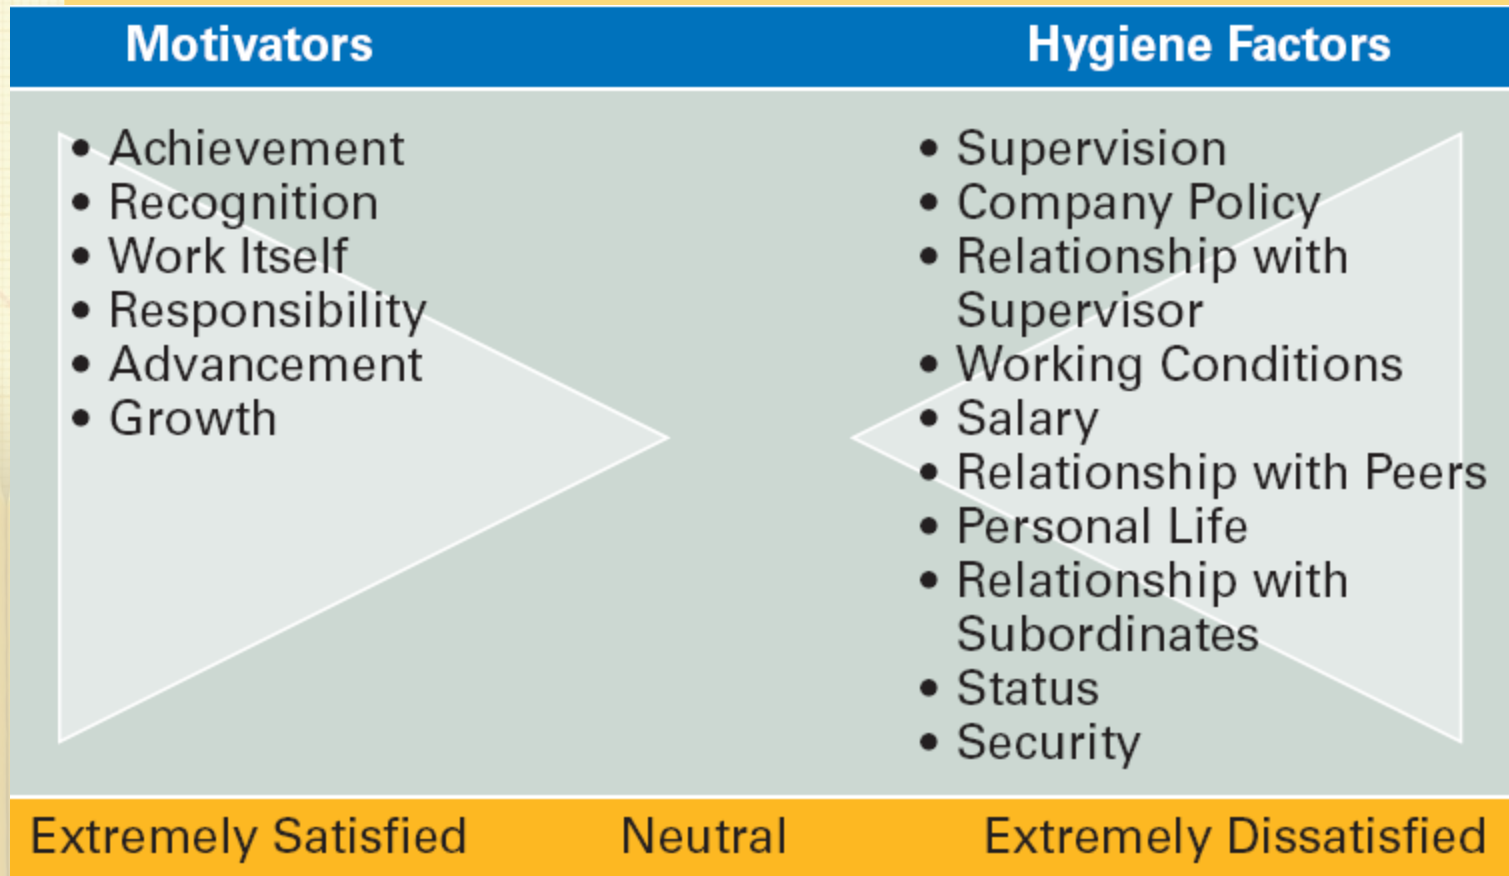 Motivators
Hygiene Factors
• Achievement
• Recognition
• Work Itself
• Responsibility
• Advancement
• Growth
• Supervision
• Company Policy
• Relationship with
Supervisor
• Working Conditions
• Salary
• Relationship with Peers
• Personal Life
• Relationship with
Subordinates
• Status
• Security
Extremely Satisfied
Neutral
Extremely Dissatisfied